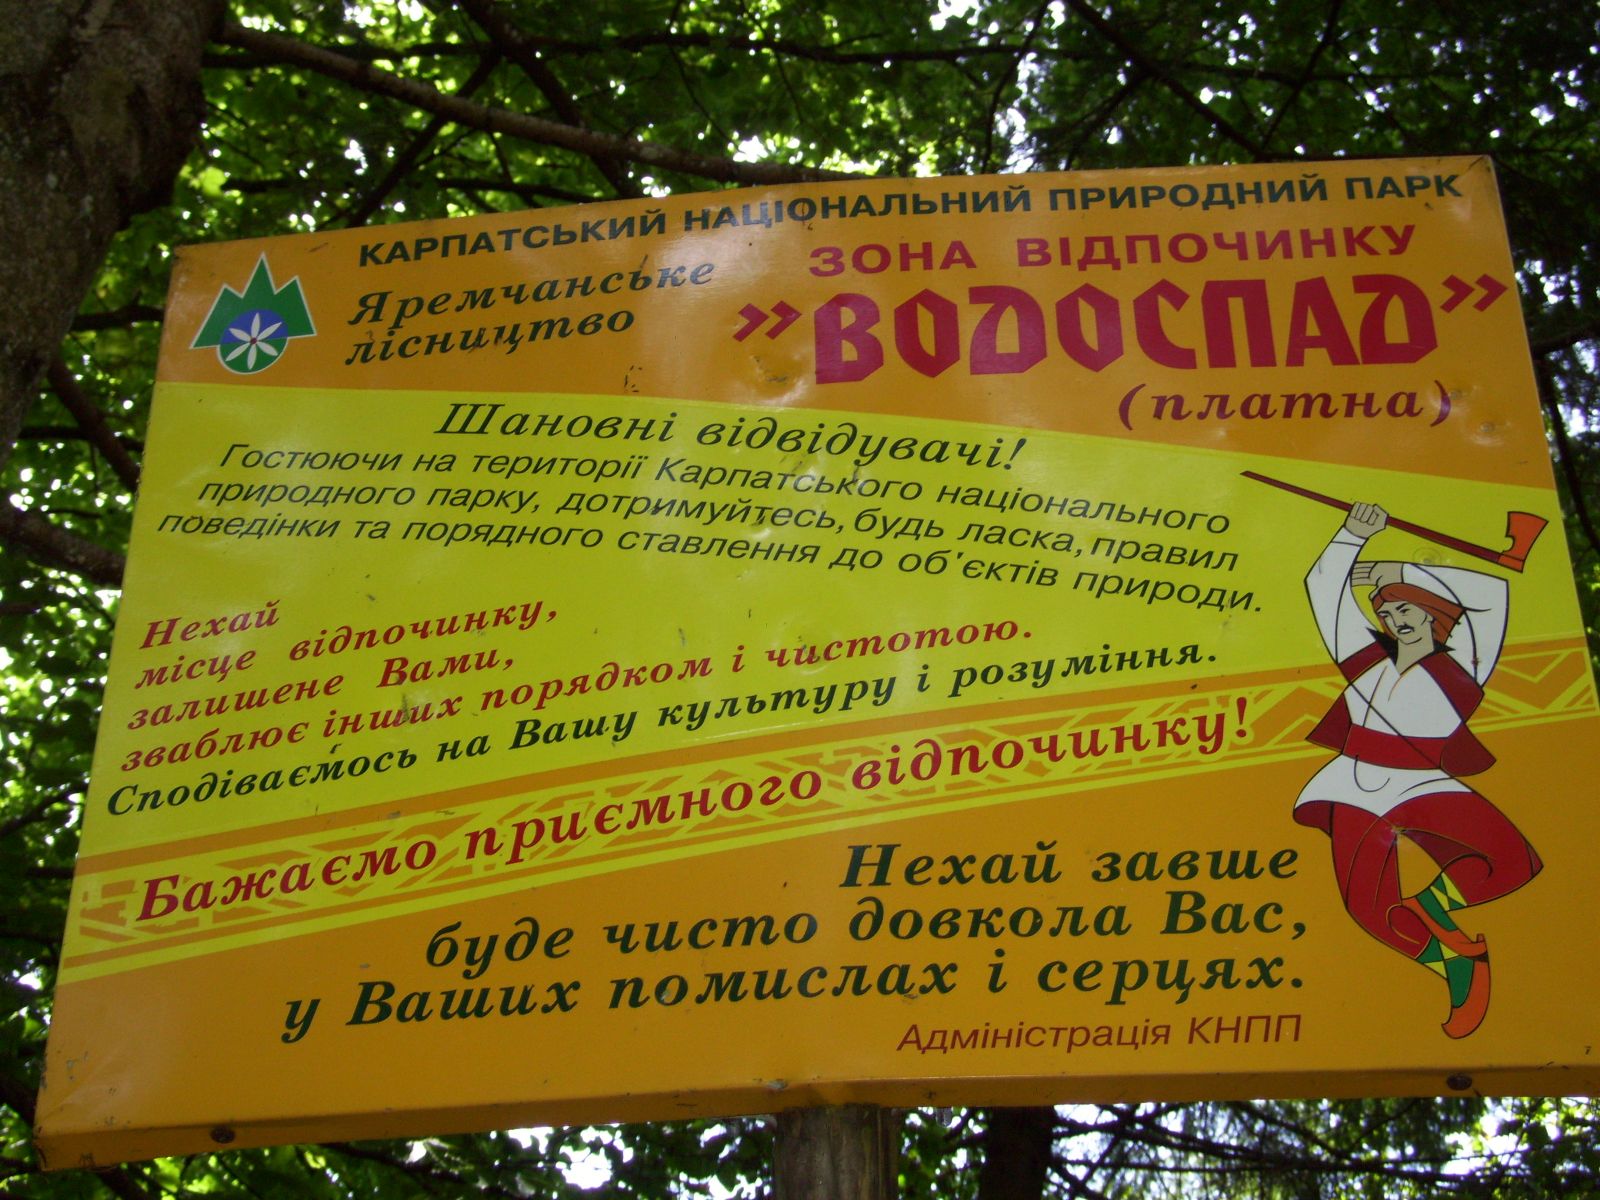 КАРПАТСЬКИЙ НАЦІОНАЛЬНИЙ ПРИРОДНИЙ ПАРК
Яремчанське
лісництво
ЗОНА ВІДПОЧИНКУ
"ВОДОСПАД"
(платна)
Шановні відвідувачі!
Гостюючи на території Карпатського національного
природного парку, дотримуйтесь, будь ласка, правил
поведінки та порядного ставлення до об'єктів природи.
Нехай
місце відпочинку,
залишене Вами,
зваблює інших порядком і чистотою.
Сподіваємось на Вашу культуру і розуміння.
Бажаємо приємного відпочинку!
Нехай завше
буде чисто довкола Вас,
у Ваших помислах і серцях.
Адміністрація КНПП